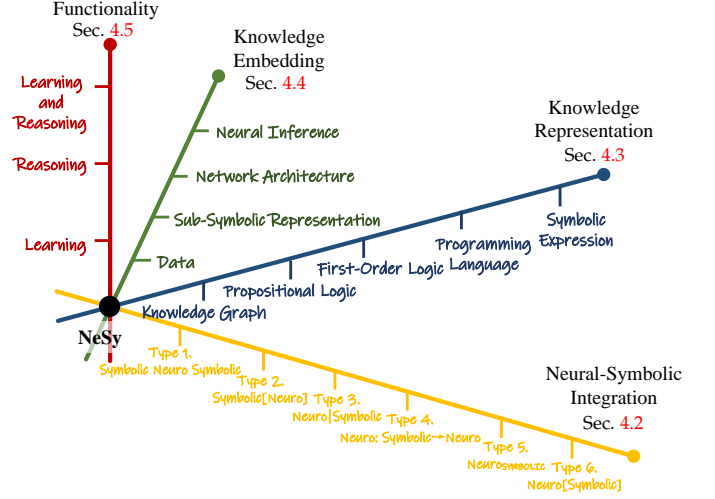 Functionality
Sec. 4.5
Learning
and
Reasoning
Reasoning
Learning
Knowledge
Embedding
Sec. 4.4
Neural Inference
Network Architecture
Sub-Symbolic Representation
Data
Knowledge
Representation
Sec. 4.3
Symbolic
Expression
Programming
Language
First-Order Logic
Propositional Logic
Knowledge Graph
NeSy
Type 1.
Symbolic Neuro Symbolic
Type 2.
Symbolic[Neuro]
Type 3.
Neuro|Symbolic
Type 4.
Neuro: Symbolic→Neuro
Type 5.
NeuroSYMBOLIC
Type 6.
Neuro[Symbolic]
Neural-Symbolic
Integration
Sec. 4.2